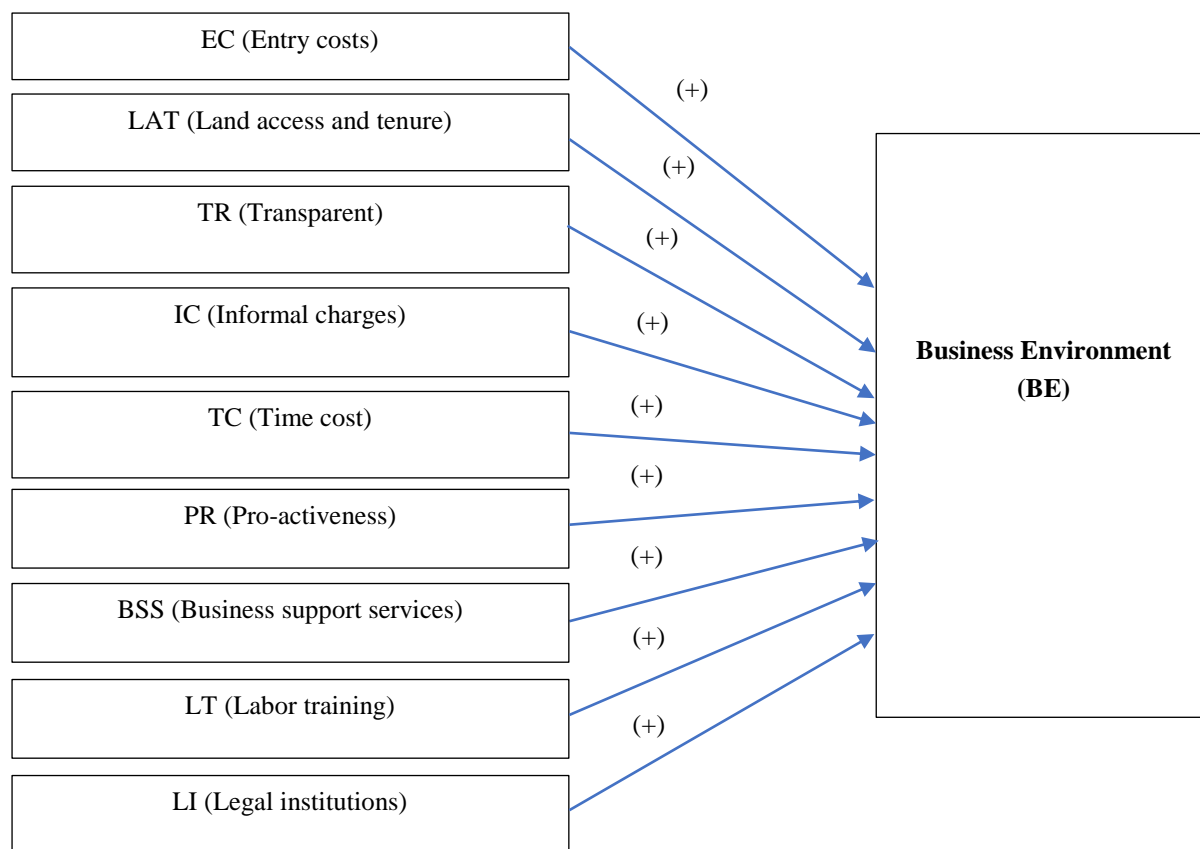 EC (Entry costs)
(+)
LAT (Land access and tenure)
(+)
TR (Transparent)
(+)
IC (Informal charges)
(+)
TC (Time cost)
(+)
PR (Pro-activeness)
(+)
BSS (Business support services)
(+)
LT (Labor training)
(+)
LI (Legal institutions)
(+)
Business Environment
(BE)